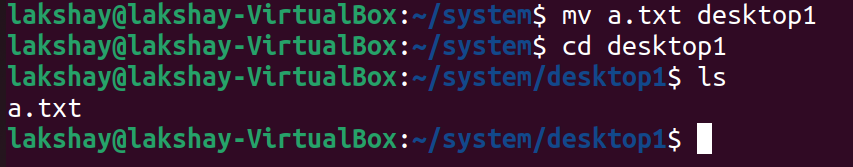 lakshay@lakshay-VirtualBox:~/system$ mv a.txt desktop1
lakshay@lakshay-VirtualBox:~/system$ cd desktop1
lakshay@lakshay-VirtualBox:~/system/desktop1$ ls
a.txt
lakshay@lakshay-VirtualBox:~/system/desktop1$